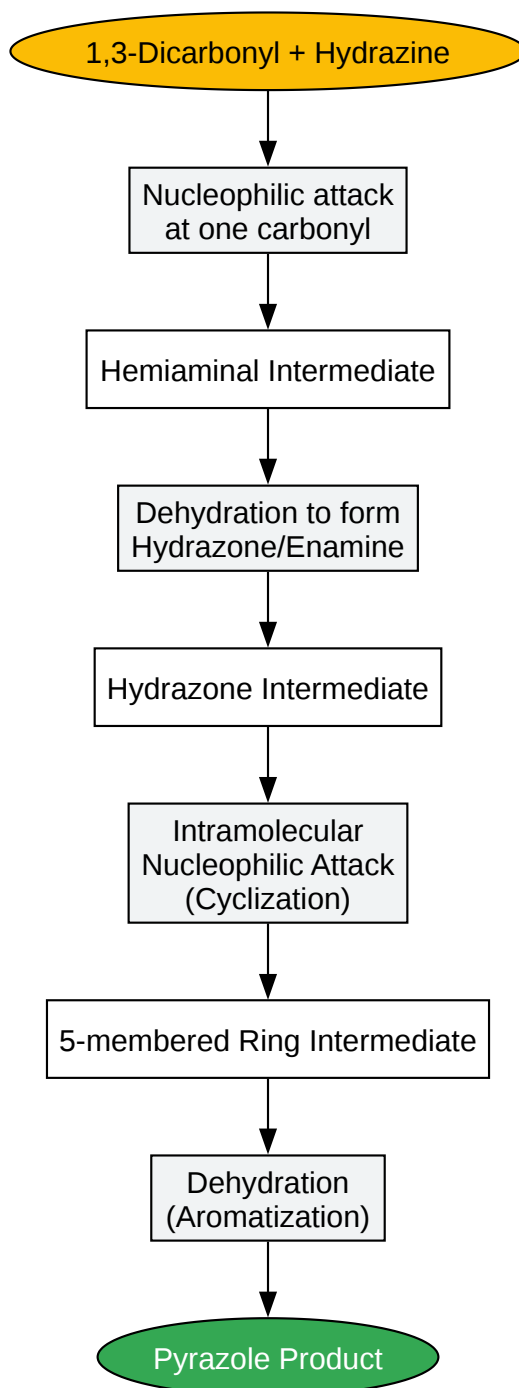 1,3-Dicarbonyl + Hydrazine
Nucleophilic attack
at one carbonyl
Hemiaminal Intermediate
Dehydration to form
Hydrazone/Enamine
Hydrazone Intermediate
Intramolecular
Nucleophilic Attack
(Cyclization)
5-membered Ring Intermediate
Dehydration
(Aromatization)
Pyrazole Product